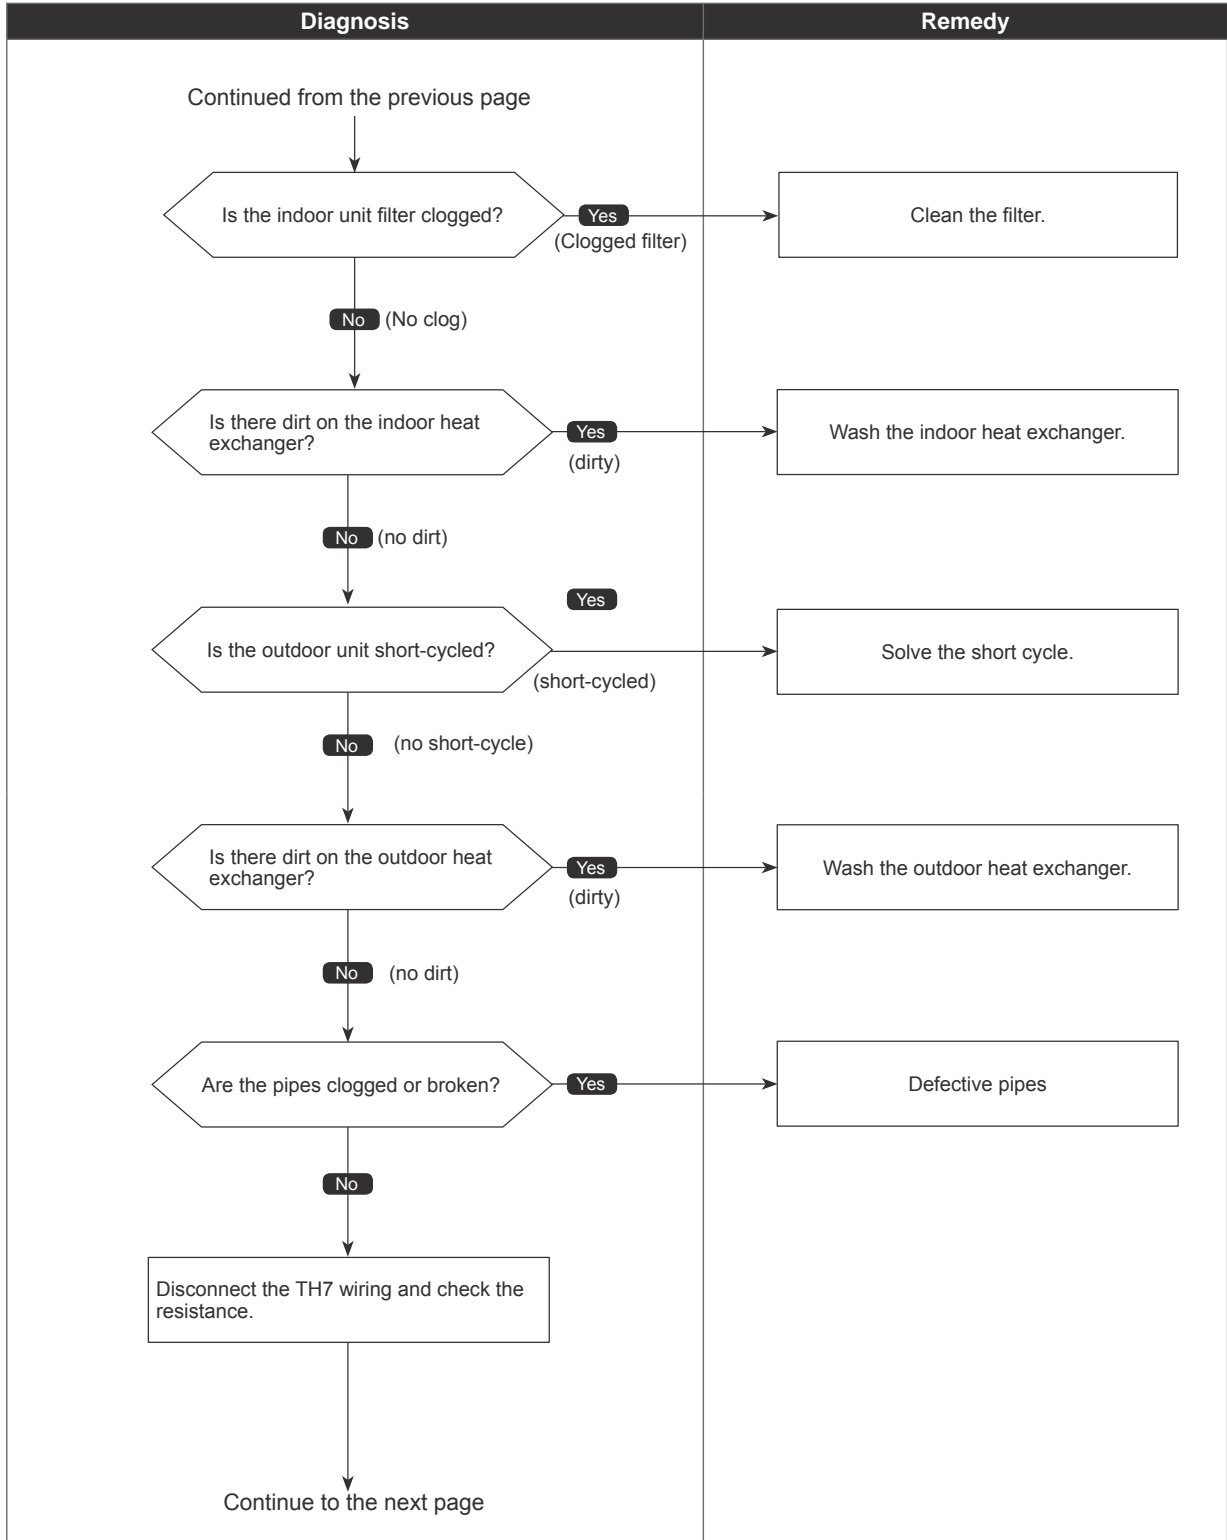 Diagnosis
Remedy
Continued from the previous page
Is the indoor unit filter clogged?
Yes
(Clogged filter)
Clean the filter.
No (No clog)
Is there dirt on the indoor heat
exchanger?
Yes
(dirty)
Wash the indoor heat exchanger.
No (no dirt)
Is the outdoor unit short-cycled?
Yes
(short-cycled)
Solve the short cycle.
No (no short-cycle)
Is there dirt on the outdoor heat
exchanger?
Yes
(dirty)
Wash the outdoor heat exchanger.
No (no dirt)
Are the pipes clogged or broken?
Yes
Defective pipes
No
Disconnect the TH7 wiring and check the
resistance.
Continue to the next page